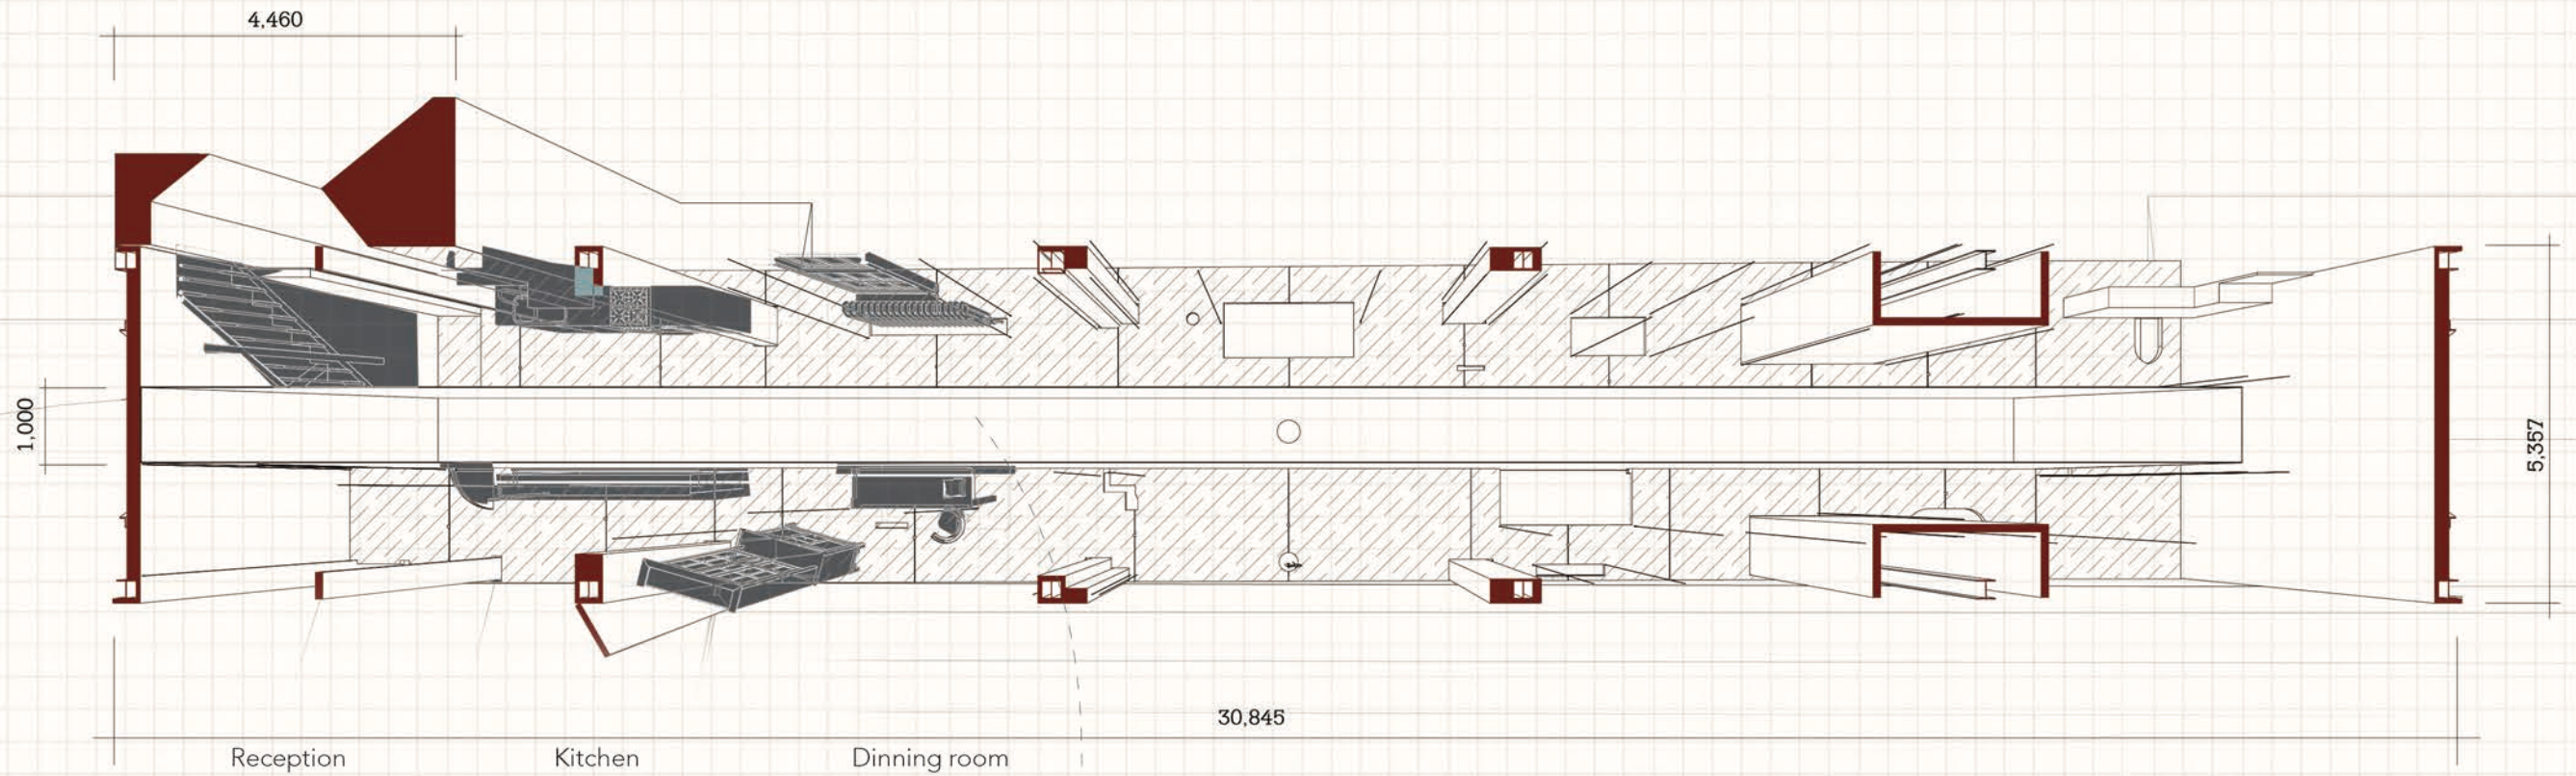 4,460
1,000
5,357
30,845
Reception
Kitchen
Dinning room